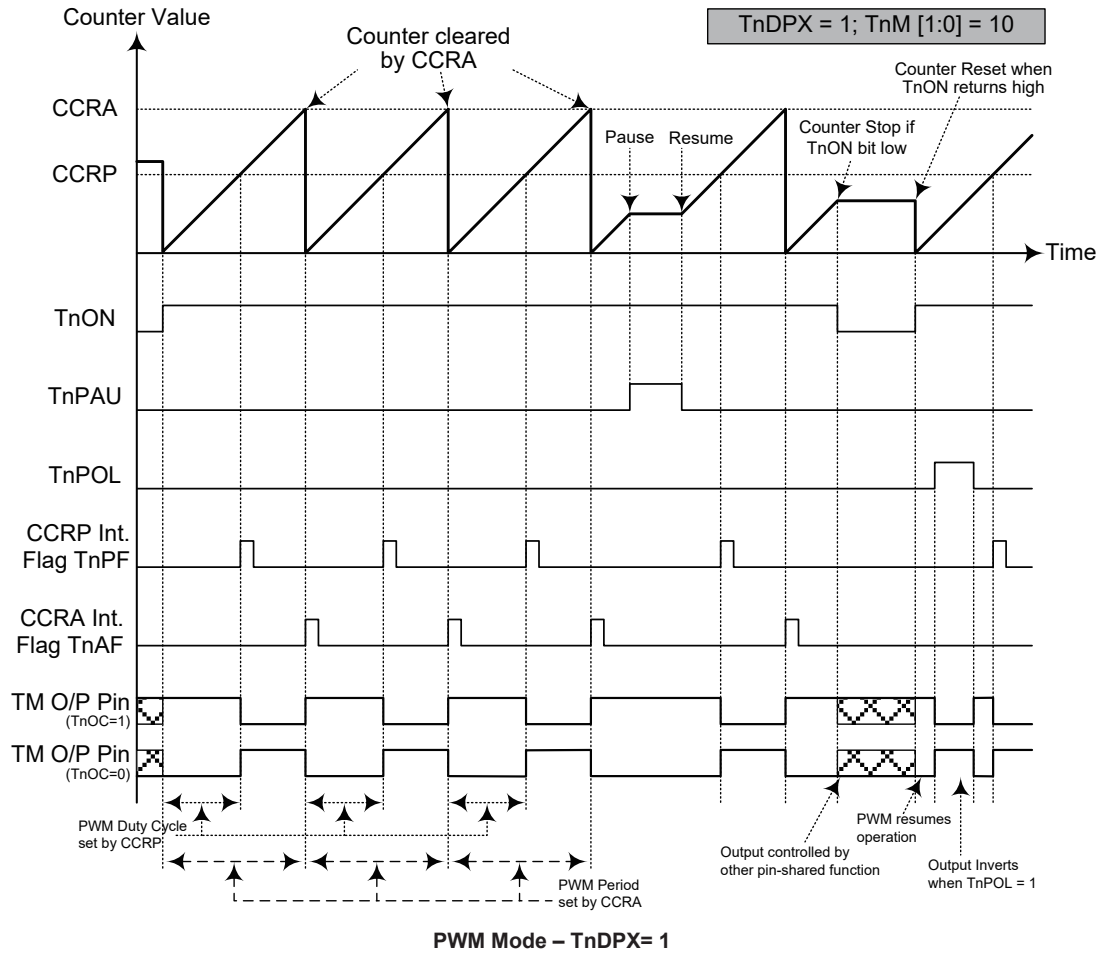 Counter Value
TnDPX = 1; TnM [1:0] = 10
Counter cleared
by CCRA
Counter Reset when
TnON returns high
CCRA
Counter Stop if
TnON bit low
Pause
Resume
CCRP
Time
TnON
TnPAU
TnPOL
CCRP Int.
Flag TnPF
CCRA Int.
Flag TnAF
TM O/P Pin
(TnOC=1)
TM O/P Pin
(TnOC=0)
PWM Duty Cycle
set by CCRP
PWM resumes
operation
Output controlled by
other pin-shared function
Output Inverts
when TnPOL = 1
PWM Period
set by CCRA
PWM Mode – TnDPX= 1